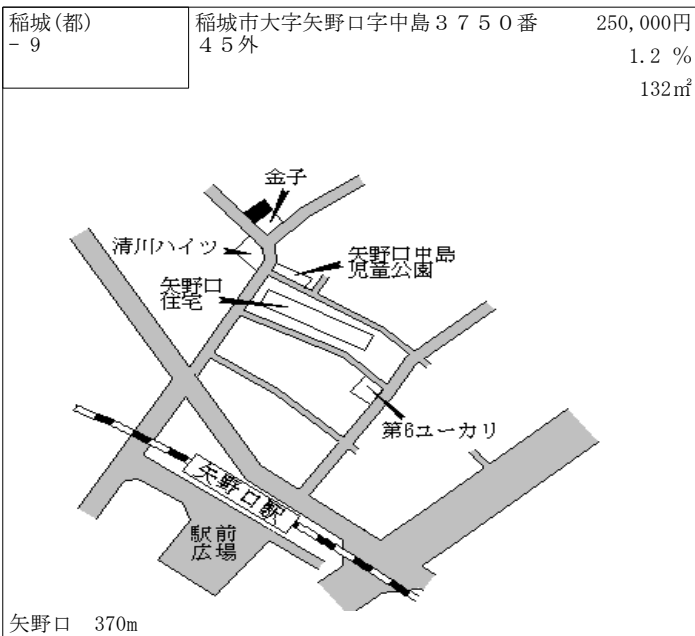 稲城(都)
- 9
稲城市大字矢野口字中島３７５０番
４５外
250,000円
1.2 %
132㎡
金子
清川ハイツ
矢野口中島
児童公園
矢野口
住宅
第6ユーカリ
矢野口駅
駅前
広場
矢野口 370m